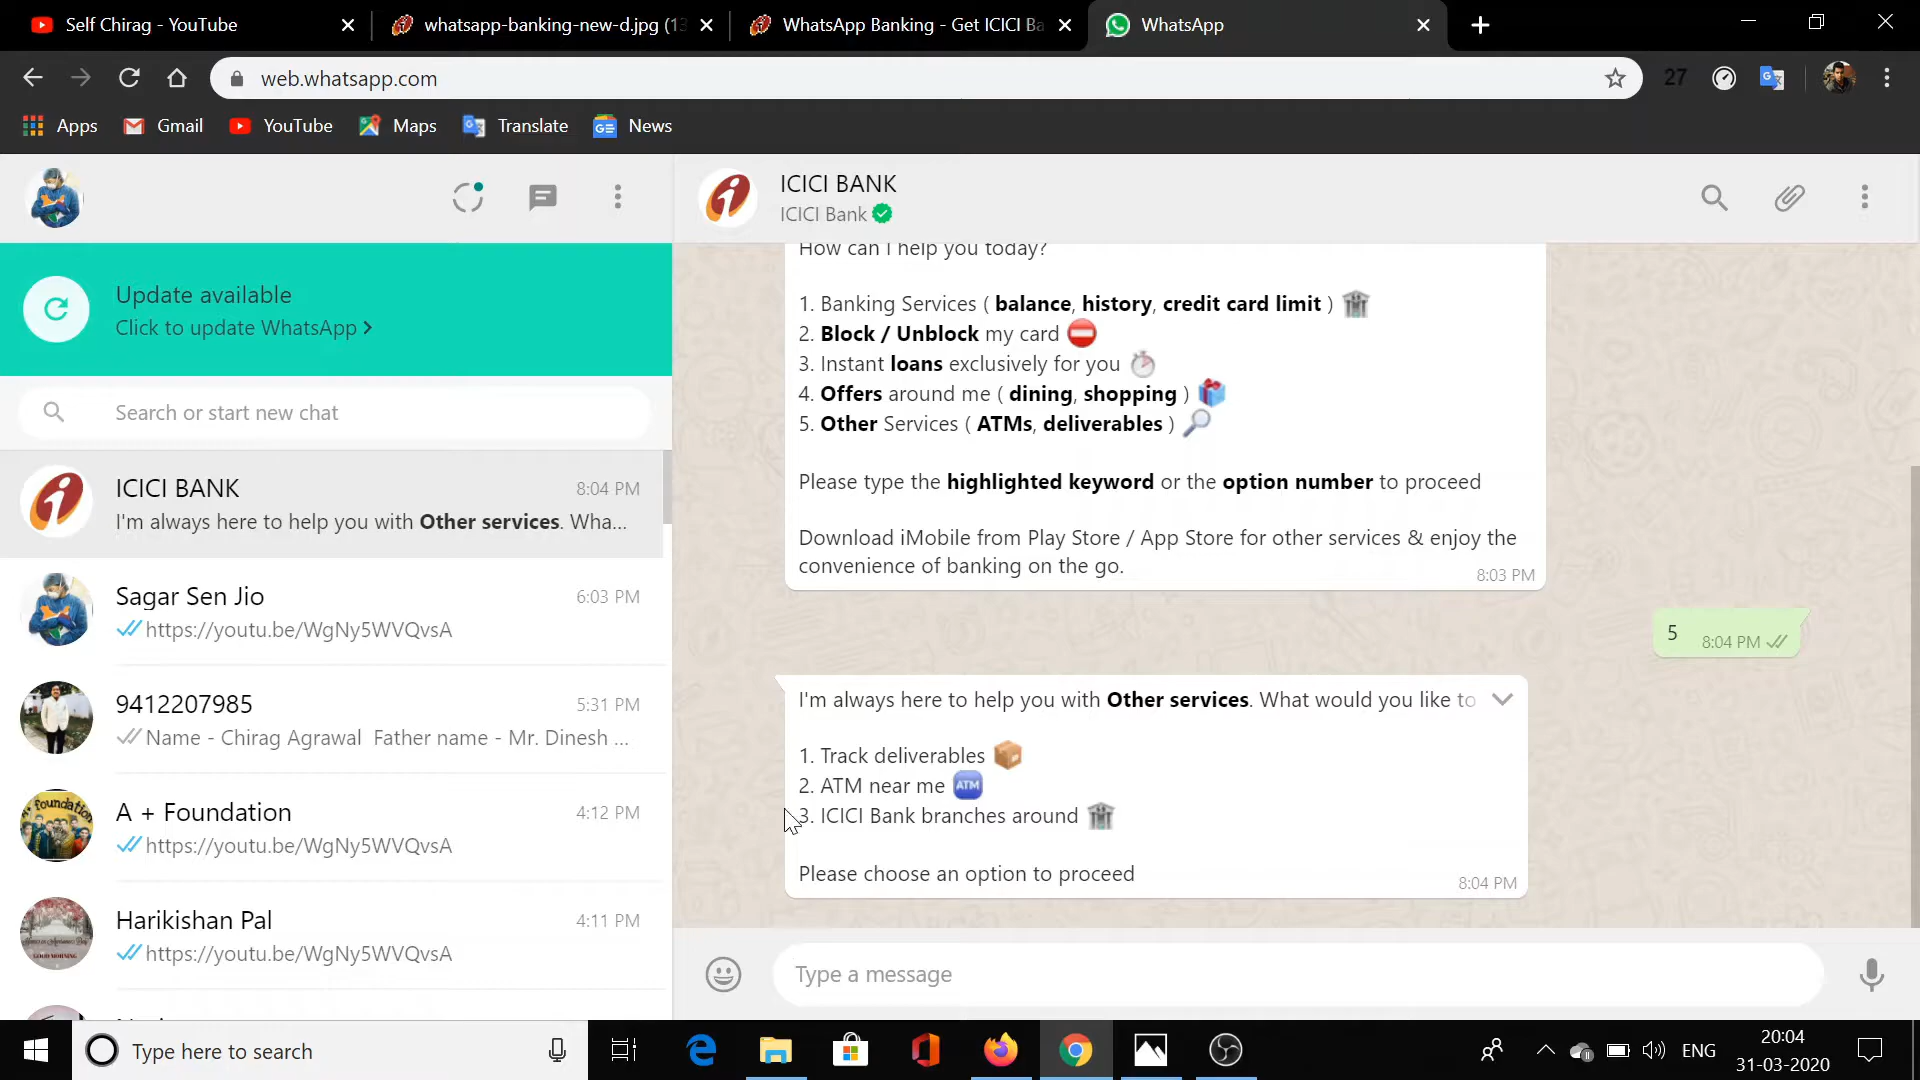 Self Chirag - YouTube
whatsapp-banking-new-d.jpg (13
WhatsApp Banking - Get ICICI Ba
WhatsApp
web.whatsapp.com
27
Apps
Gmail
YouTube
Maps
Translate
News
Update available
Click to update WhatsApp >
Search or start new chat
ICICI BANK
8:04 PM
I'm always here to help you with Other services. Wha...
Sagar Sen Jio
6:03 PM
https://youtu.be/WgNy5WVQvsA
9412207985
5:31 PM
Name - Chirag Agrawal Father name - Mr. Dinesh ...
A + Foundation
4:12 PM
https://youtu.be/WgNy5WVQvsA
Harikishan Pal
4:11 PM
https://youtu.be/WgNy5WVQvsA
ICICI BANK
ICICI Bank
How can I help you today?
1. Banking Services ( balance, history, credit card limit )
2. Block / Unblock my card
3. Instant loans exclusively for you
4. Offers around me ( dining, shopping )
5. Other Services ( ATMs, deliverables )
Please type the highlighted keyword or the option number to proceed
Download iMobile from Play Store / App Store for other services & enjoy the
convenience of banking on the go.
8:03 PM
5
8:04 PM
I'm always here to help you with Other services. What would you like to
1. Track deliverables
2. ATM near me
3. ICICI Bank branches around
Please choose an option to proceed
8:04 PM
Type a message
Type here to search
ENG
20:04
31-03-2020